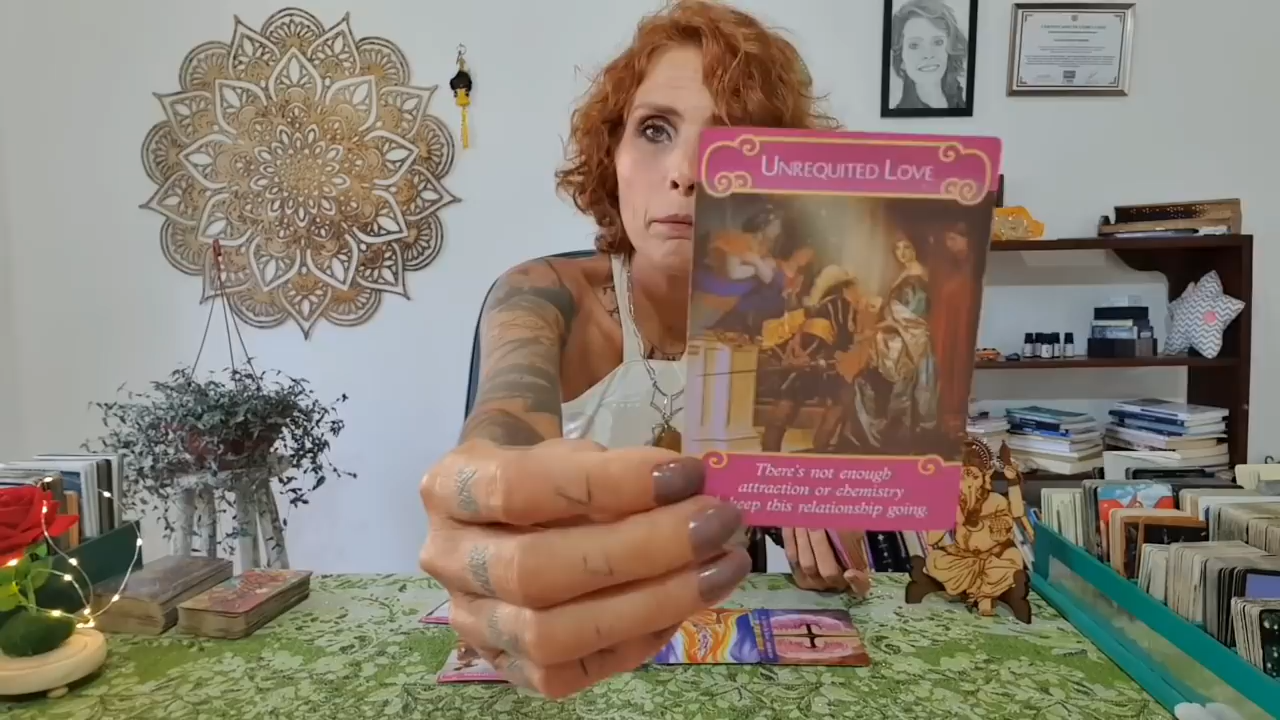 UNREQUITED LOVE
There's not enough
attraction or chemistry
keep this relationship going.